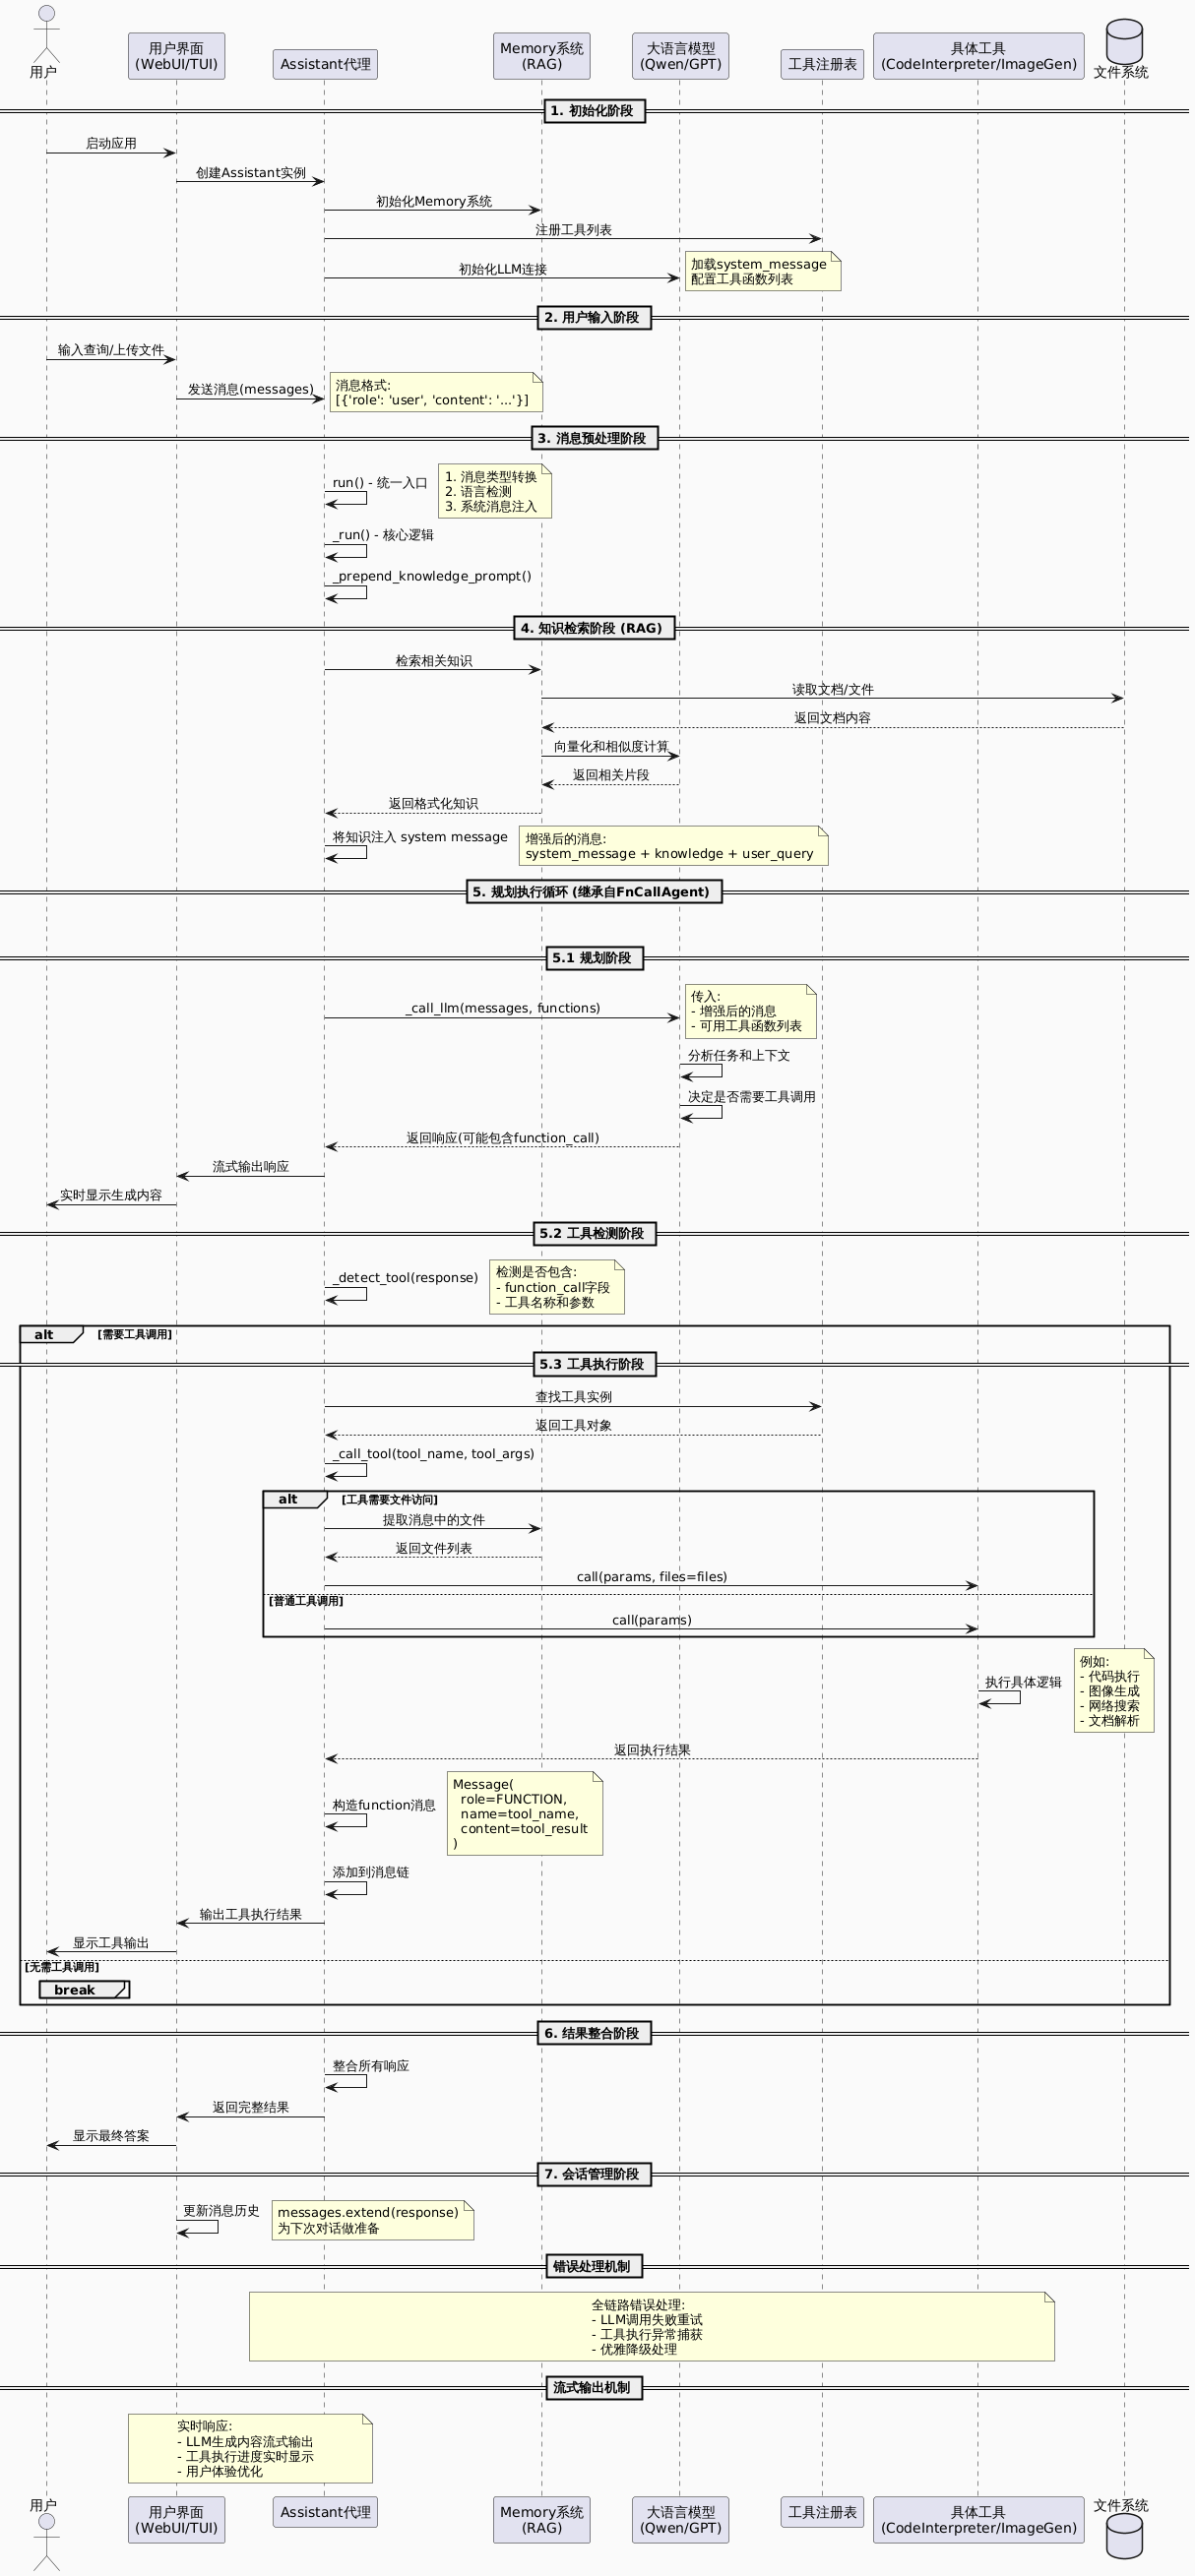 用户
用户界面
(WebUI/TUI)
Assistant代理
Memory系统
(RAG)
大语言模型
(Qwen/GPT)
工具注册表
具体工具
(CodeInterpreter/ImageGen)
文件系统
1. 初始化阶段
启动应用
创建Assistant实例
初始化Memory系统
注册工具列表
初始化LLM连接
加载system_message
配置工具函数列表
2. 用户输入阶段
输入查询/上传文件
发送消息(messages)
消息格式:
[{'role': 'user', 'content': '...'}]
3. 消息预处理阶段
run() - 统一入口
1. 消息类型转换
2. 语言检测
3. 系统消息注入
_run() - 核心逻辑
_prepend_knowledge_prompt()
4. 知识检索阶段 (RAG)
检索相关知识
读取文档/文件
返回文档内容
向量化和相似度计算
返回相关片段
返回格式化知识
将知识注入 system message
增强后的消息:
system_message + knowledge + user_query
5. 规划执行循环 (继承自FnCallAgent)
5.1 规划阶段
_call_llm(messages, functions)
传入:
- 增强后的消息
- 可用工具函数列表
分析任务和上下文
决定是否需要工具调用
返回响应(可能包含function_call)
流式输出响应
实时显示生成内容
5.2 工具检测阶段
_detect_tool(response)
检测是否包含:
- function_call字段
- 工具名称和参数
alt [需要工具调用]
5.3 工具执行阶段
查找工具实例
返回工具对象
_call_tool(tool_name, tool_args)
alt [工具需要文件访问]
提取消息中的文件
返回文件列表
call(params, files=files)
[普通工具调用]
call(params)
执行具体逻辑
例如:
- 代码执行
- 图像生成
- 网络搜索
- 文档解析
返回执行结果
构造function消息
Message(
role=FUNCTION,
name=tool_name,
content=tool_result
)
添加到消息链
输出工具执行结果
显示工具输出
[无需工具调用]
break
6. 结果整合阶段
整合所有响应
返回完整结果
显示最终答案
7. 会话管理阶段
更新消息历史
messages.extend(response)
为下次对话做准备
错误处理机制
全链路错误处理:
- LLM调用失败重试
- 工具执行异常捕获
- 优雅降级处理
流式输出机制
实时响应:
- LLM生成内容流式输出
- 工具执行进度实时显示
- 用户体验优化
用户
用户界面
(WebUI/TUI)
Assistant代理
Memory系统
(RAG)
大语言模型
(Qwen/GPT)
工具注册表
具体工具
(CodeInterpreter/ImageGen)
文件系统